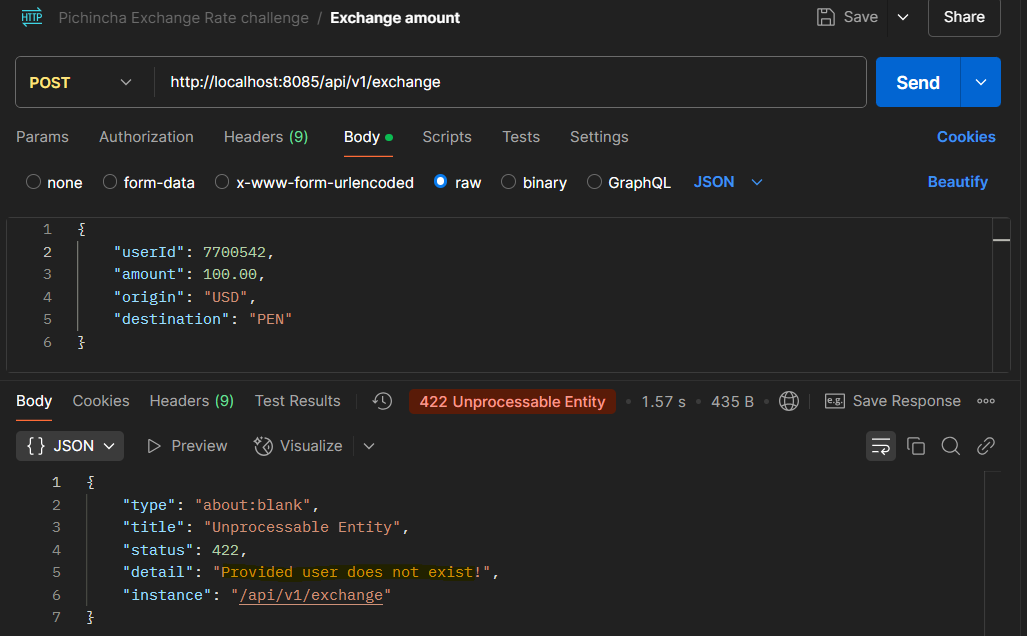 HTTP Pichincha Exchange Rate challenge / Exchange amount Save Share
POST http://localhost:8085/api/v1/exchange Send
Params Authorization Headers (9) Body Scripts Tests Settings Cookies
none form-data x-www-form-urlencoded raw binary GraphQL JSON Beautify
1 {
2 "userId": 7700542,
3 "amount": 100.00,
4 "origin": "USD",
5 "destination": "PEN"
6 }
Body Cookies Headers (9) Test Results 422 Unprocessable Entity • 1.57 s • 435 B • e.g. Save Response
{} JSON Preview Visualize
1 {
2 "type": "about:blank",
3 "title": "Unprocessable Entity",
4 "status": 422,
5 "detail": "Provided user does not exist!",
6 "instance": "/api/v1/exchange"
7 }